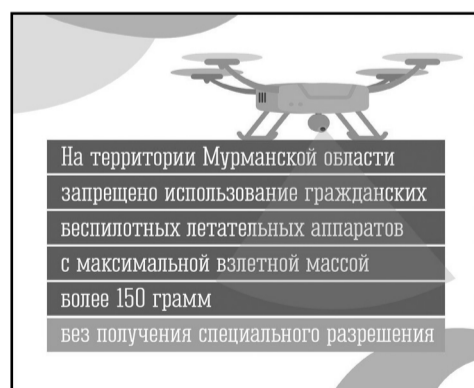 На территории Мурманской области
запрещено использование гражданских
беспилотных летательных аппаратов
с максимальной взлетной массой
более 150 грамм
без получения специального разрешения